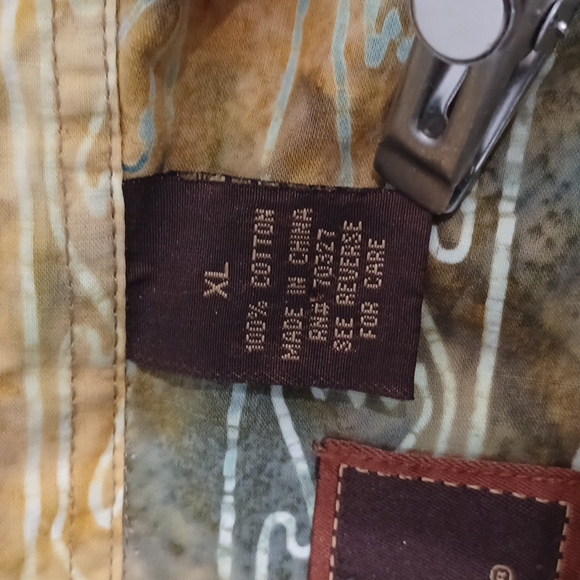 XL
100% COTTON
MADE IN CHINA
RN# 70327
SEE REVERSE
FOR CARE
®